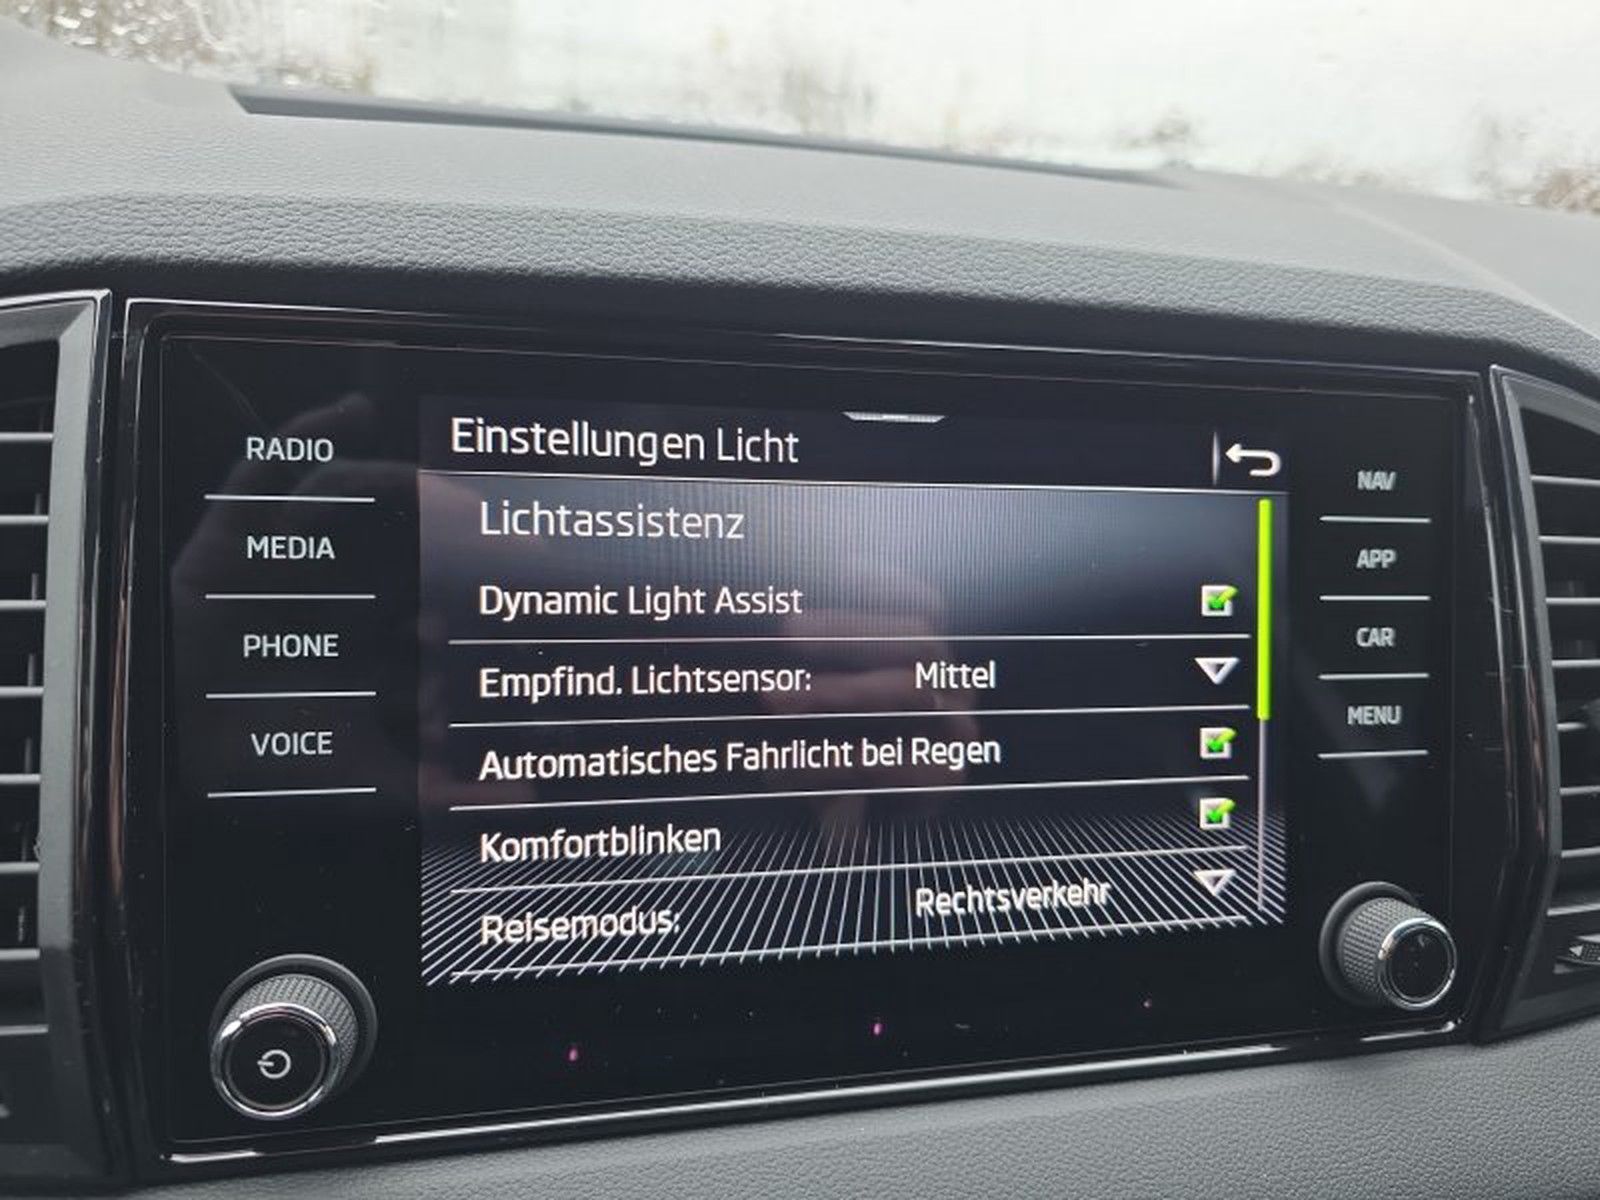 RADIO
MEDIA
PHONE
VOICE
Einstellungen Licht
Lichtassistenz
Dynamic Light Assist
Empfind. Lichtsensor: Mittel
Automatisches Fahrlicht bei Regen
Komfortblinken
Reisemodus: Rechtsverkehr
NAV
APP
CAR
MENU